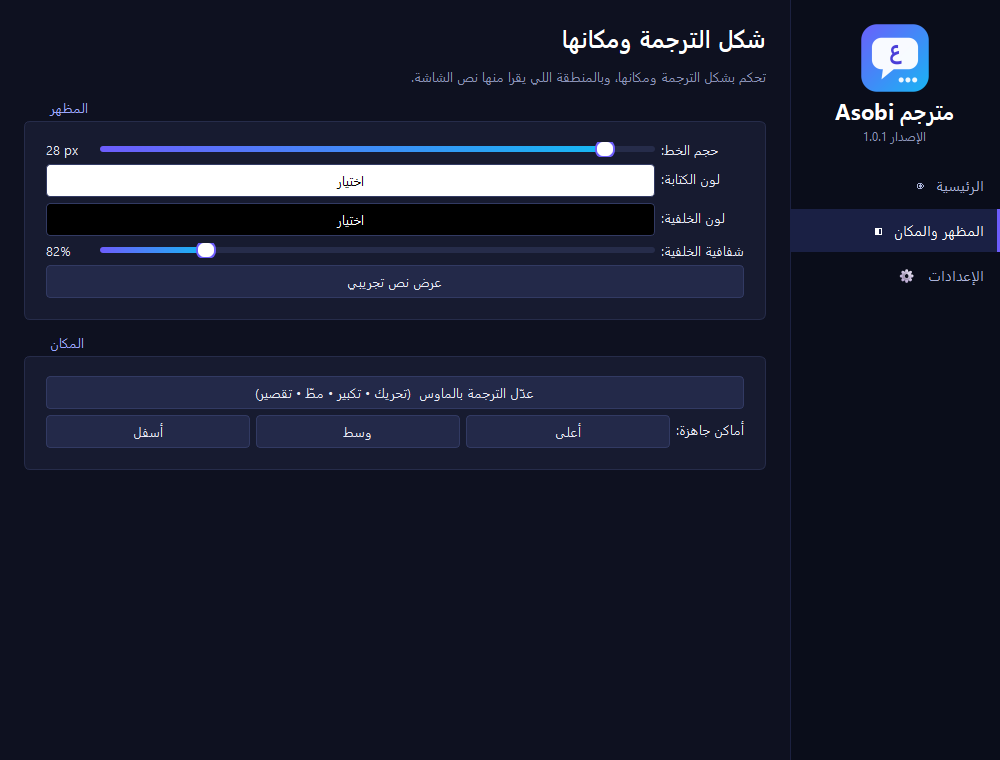 ع
مترجم Asobi
الإصدار 1.0.1
الرئيسية
المظهر والمكان
الإعدادات
شكل الترجمة ومكانها
تحكم بشكل الترجمة ومكانها، وبالمنطقة اللي يقرا منها نص الشاشة.
المظهر
حجم الخط: 28 px
لون الكتابة: اختيار
لون الخلفية: اختيار
شفافية الخلفية: 82%
عرض نص تجريبي
المكان
عدّل الترجمة بالماوس (تحريك • تكبير • مطّ • تقصير)
أماكن جاهزة: أعلى وسط أسفل